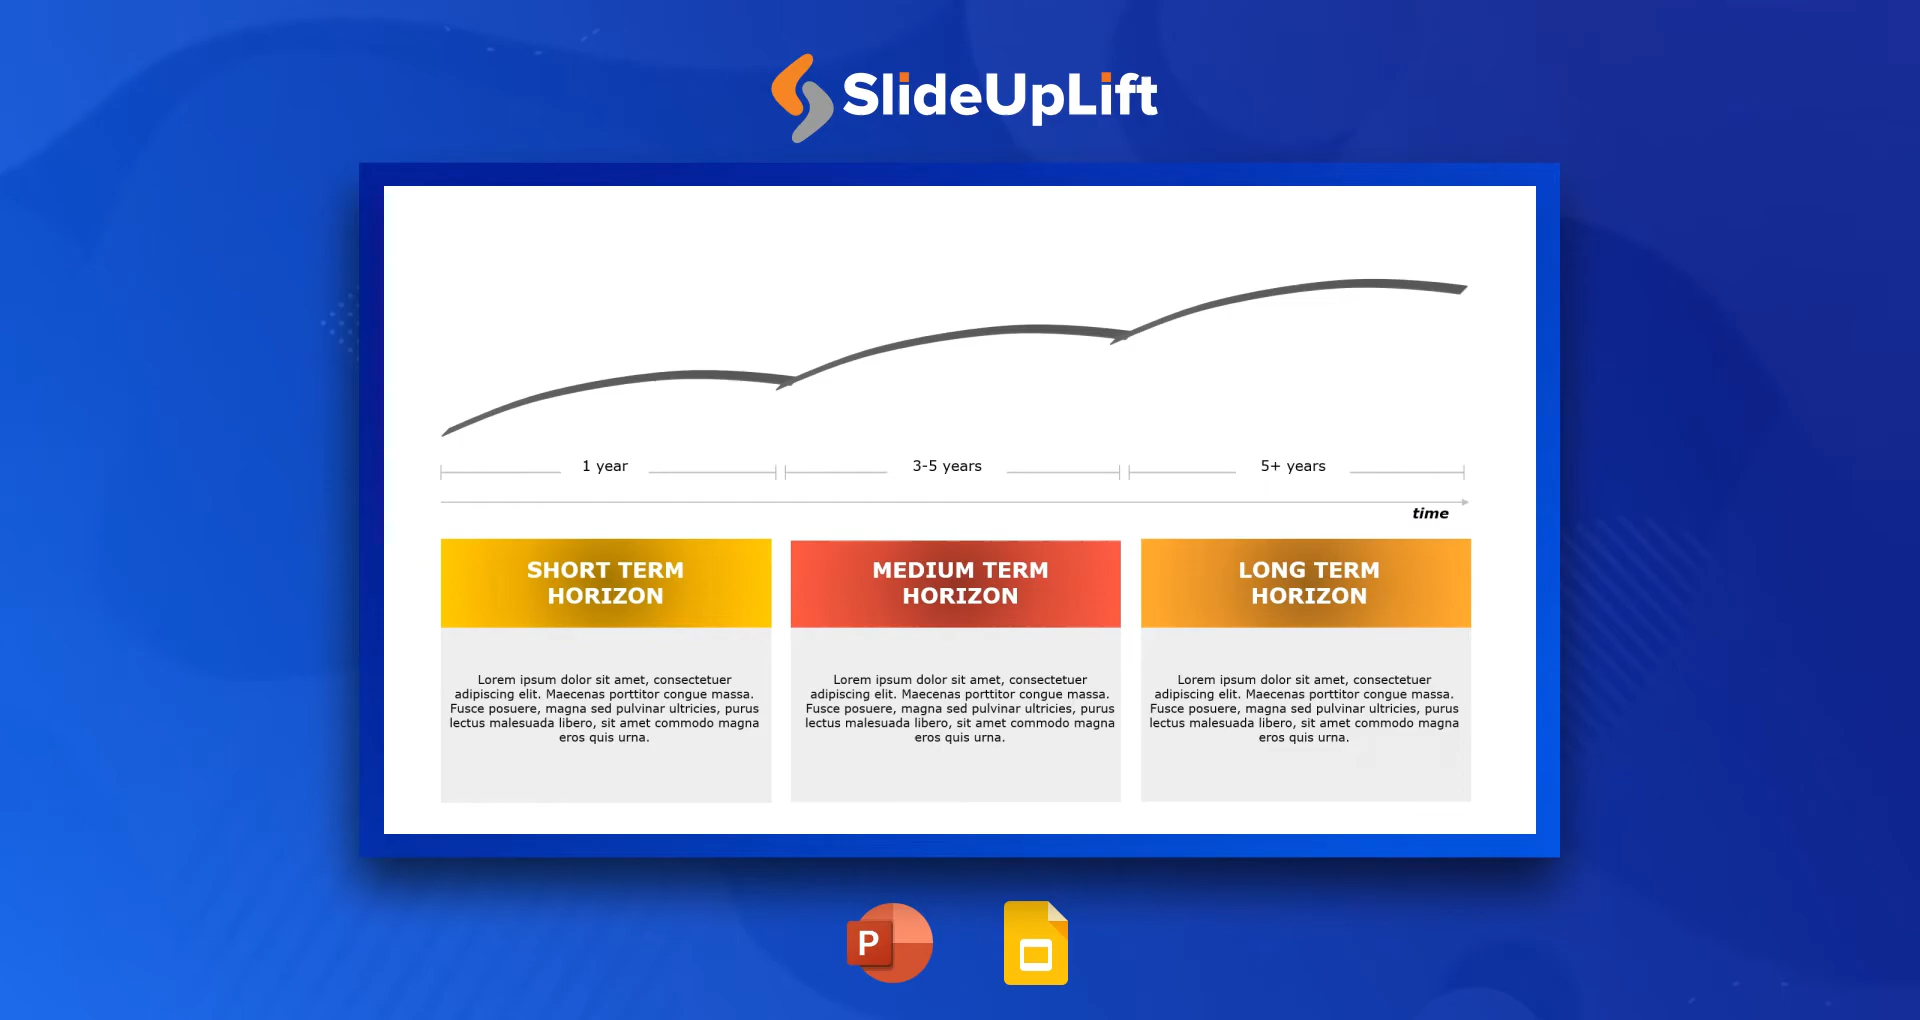 SlideUpLift
1 year
3-5 years
5+ years
time
SHORT TERM
HORIZON
MEDIUM TERM
HORIZON
LONG TERM
HORIZON
Lorem ipsum dolor sit amet, consectetuer
adipiscing elit. Maecenas porttitor congue massa.
Fusce posuere, magna sed pulvinar ultricies, purus
lectus malesuada libero, sit amet commodo magna
eros quis urna.
Lorem ipsum dolor sit amet, consectetuer
adipiscing elit. Maecenas porttitor congue massa.
Fusce posuere, magna sed pulvinar ultricies, purus
lectus malesuada libero, sit amet commodo magna
eros quis urna.
Lorem ipsum dolor sit amet, consectetuer
adipiscing elit. Maecenas porttitor congue massa.
Fusce posuere, magna sed pulvinar ultricies, purus
lectus malesuada libero, sit amet commodo magna
eros quis urna.
P